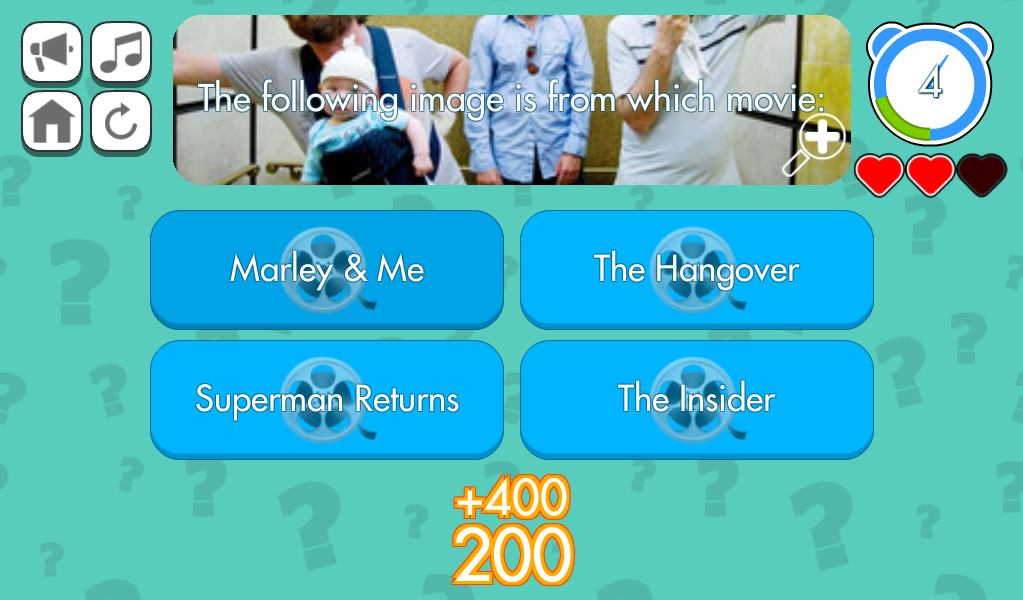 The following image is from which movie:
4
Marley & Me
The Hangover
Superman Returns
The Insider
+400
200